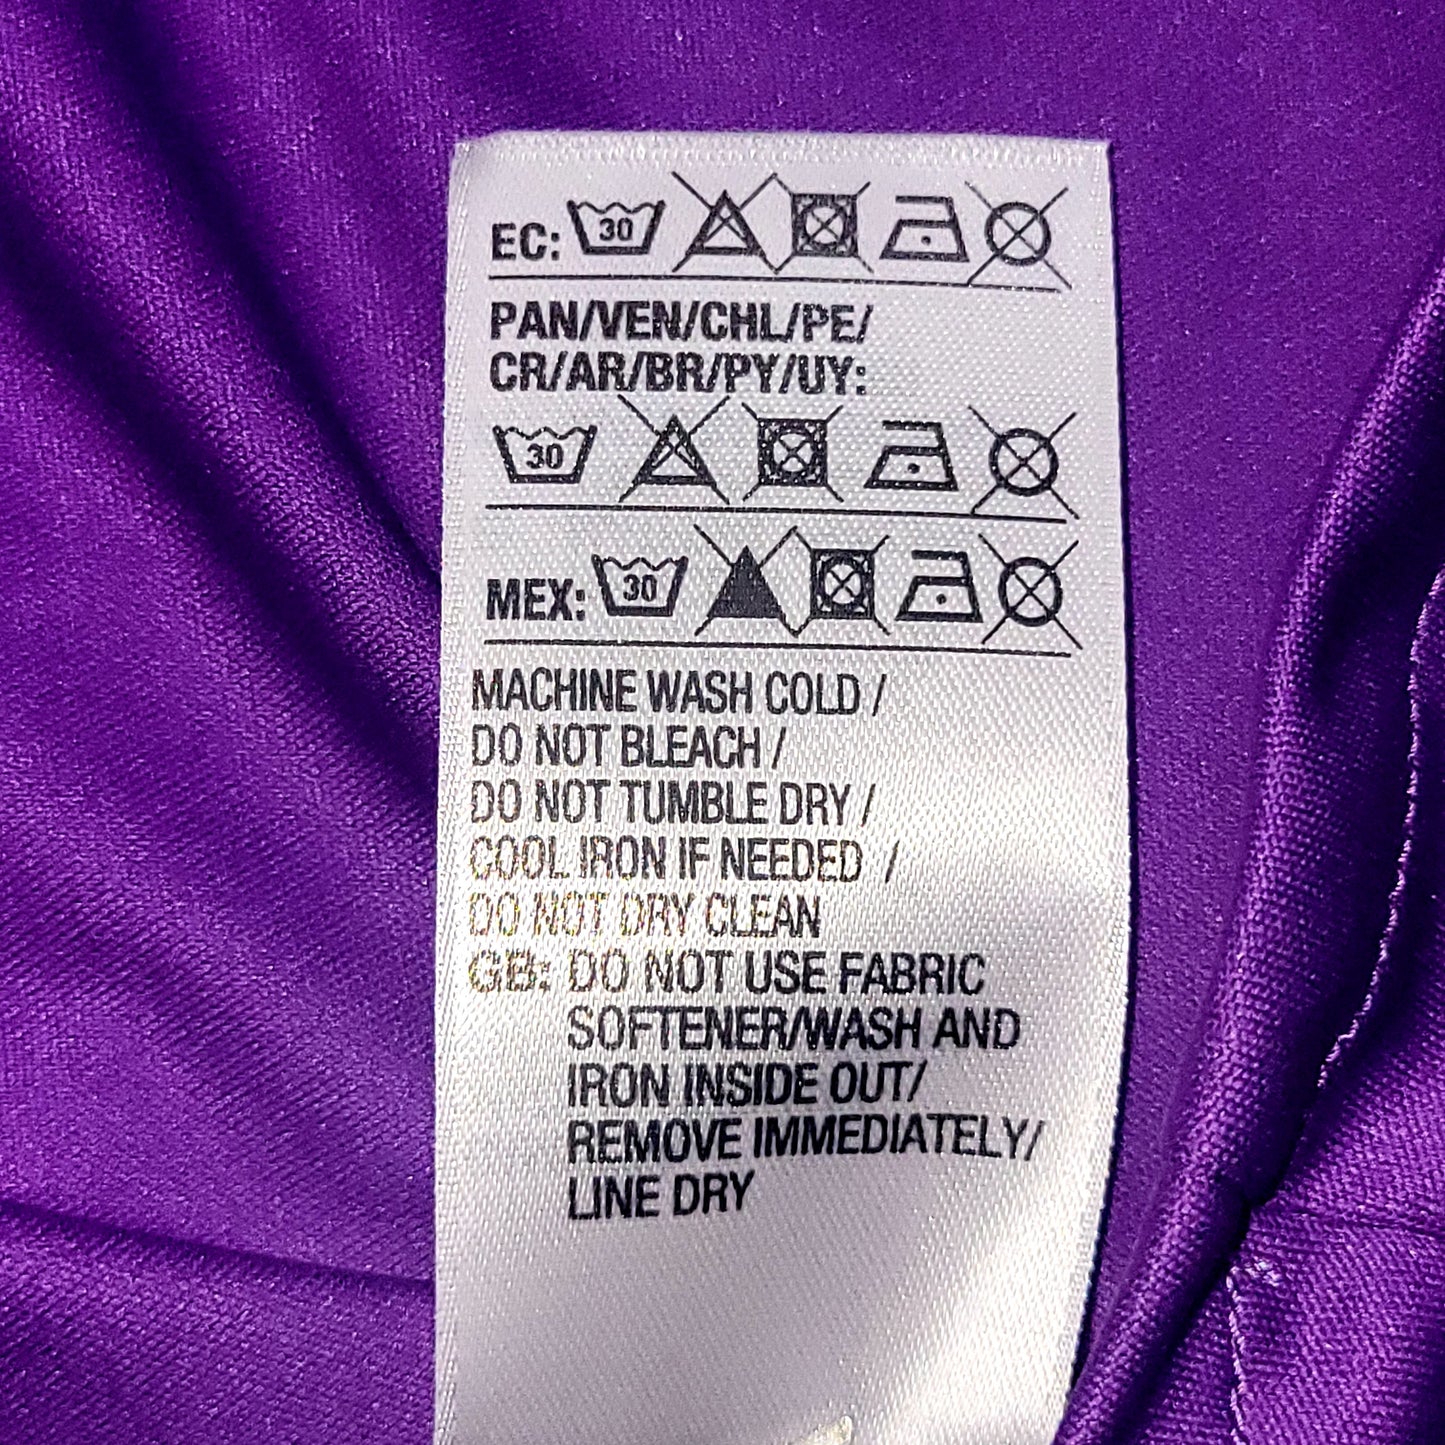 EC: 30
PAN/VEN/CHL/PE/
CR/AR/BR/PY/UY:
30
MEX: 30
MACHINE WASH COLD /
DO NOT BLEACH /
DO NOT TUMBLE DRY /
COOL IRON IF NEEDED /
DO NOT DRY CLEAN
GB: DO NOT USE FABRIC
SOFTENER/WASH AND
IRON INSIDE OUT/
REMOVE IMMEDIATELY/
LINE DRY